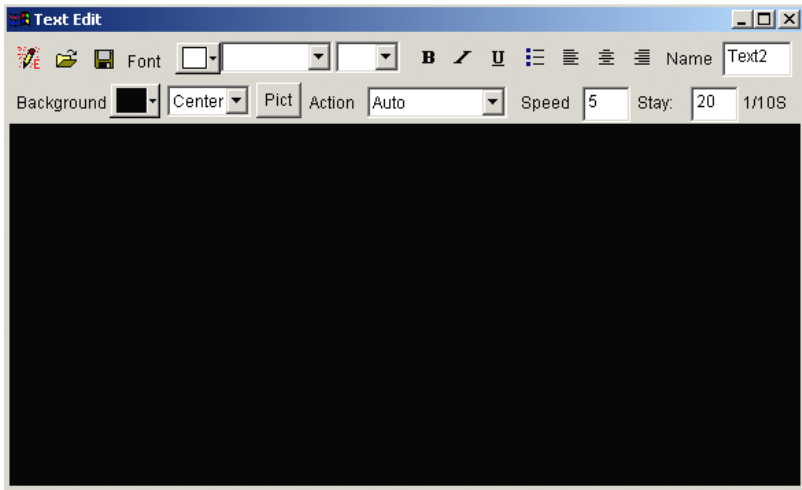 Text Edit
Font B I U Name Text2
Background Center Pict Action Auto Speed 5 Stay: 20 1/10S